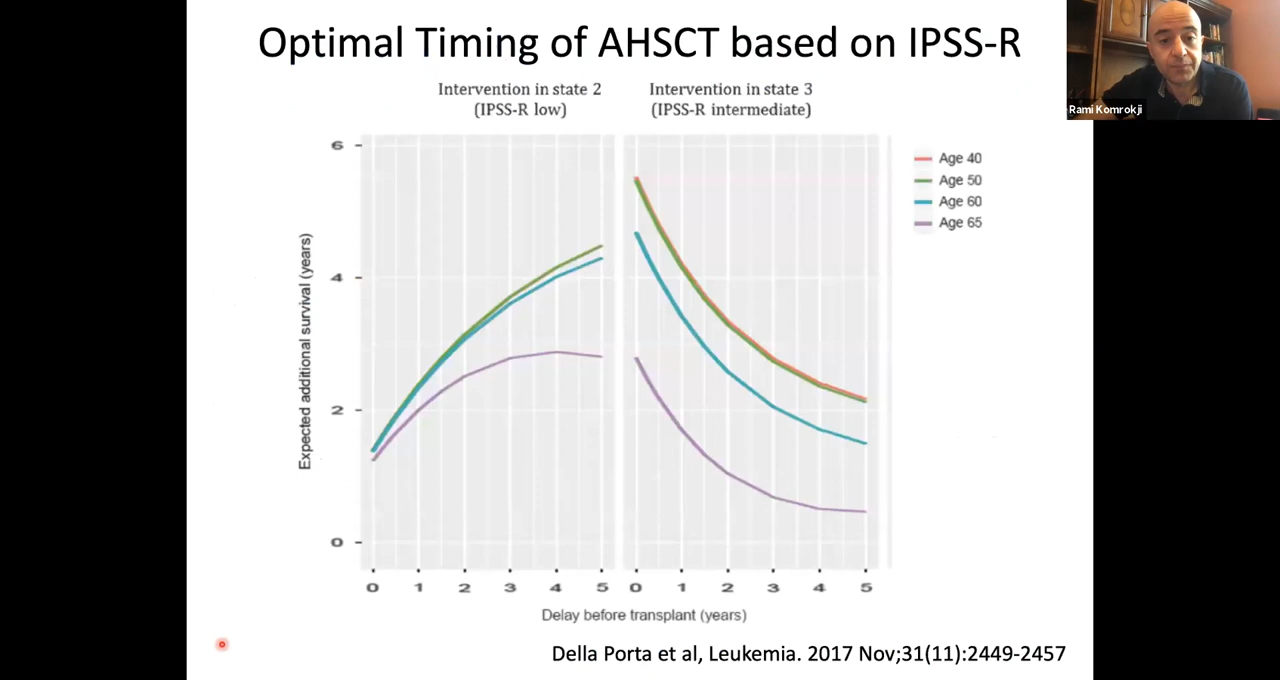 Optimal Timing of AHSCT based on IPSS-R
Rami Komrokji
Intervention in state 2
(IPSS-R low)
Intervention in state 3
(IPSS-R intermediate)
Age 40
Age 50
Age 60
Age 65
Expected additional survival (years)
6
4
2
0
0 1 2 3 4 5 0 1 2 3 4 5
Delay before transplant (years)
Della Porta et al, Leukemia. 2017 Nov;31(11):2449-2457